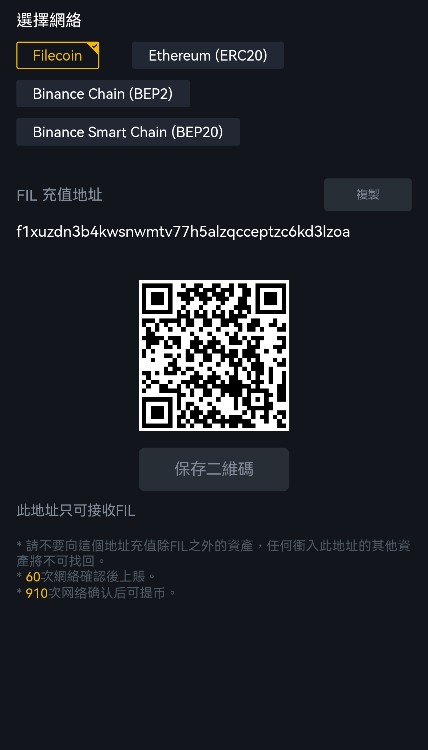 選擇網絡
Filecoin
Ethereum (ERC20)
Binance Chain (BEP2)
Binance Smart Chain (BEP20)
FIL 充值地址
複製
f1xuzdn3b4kwsnwmtv77h5alzqcceptzc6kd3lzoa
保存二維碼
此地址只可接收FIL
* 請不要向這個地址充值除FIL之外的資產，任何衝入此地址的其他資
產將不可找回。
* 60次網絡確認後上賬。
* 910次网络确认后可提币。